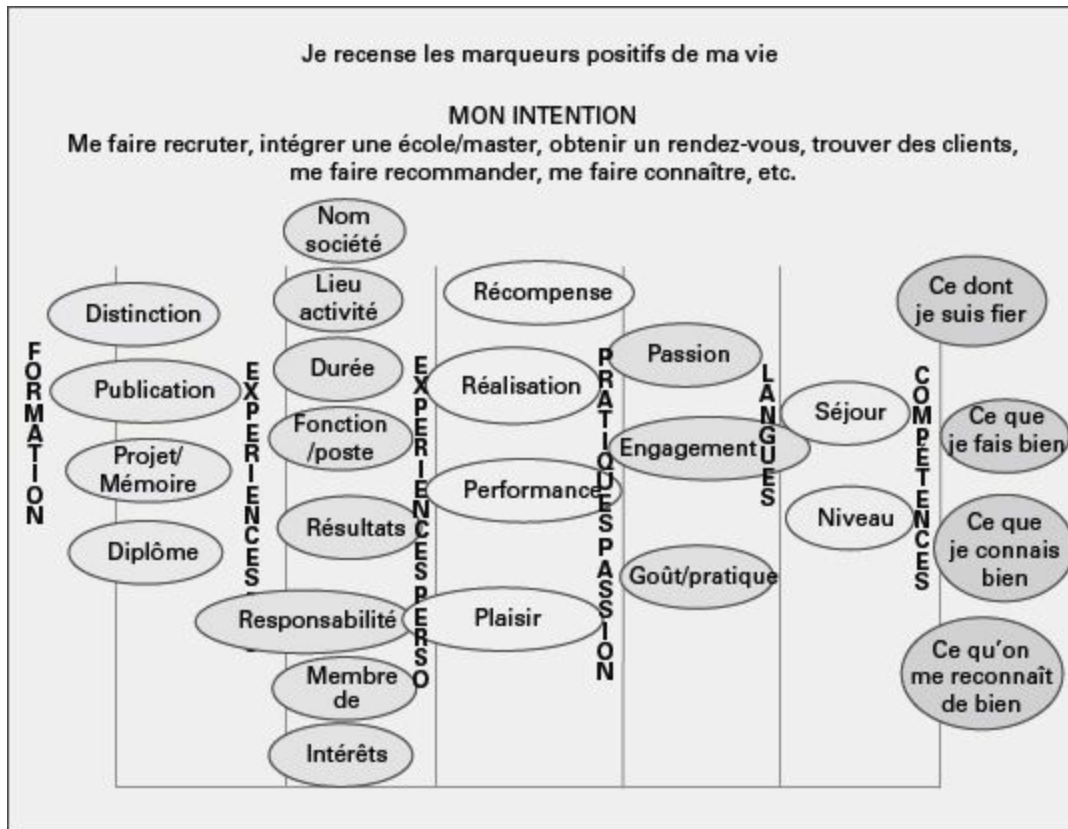 Je recense les marqueurs positifs de ma vie
MON INTENTION
Me faire recruter, intégrer une école/master, obtenir un rendez-vous, trouver des clients,
me faire recommander, me faire connaître, etc.
FORMATION
Distinction
Publication
Projet/
Mémoire
Diplôme
EXPERIENCES
Nom
société
Lieu
activité
Durée
Fonction
/poste
Résultats
Responsabilité
Membre
de
Intérêts
EXPERIENCES PERSO
Récompense
Réalisation
Performance
Plaisir
PRATIQUES PASSION
Passion
Engagement
Goût/pratique
LANGUES
Séjour
Niveau
COMPÉTENCES
Ce dont
je suis fier
Ce que
je fais bien
Ce que
je connais
bien
Ce qu'on
me reconnaît
de bien